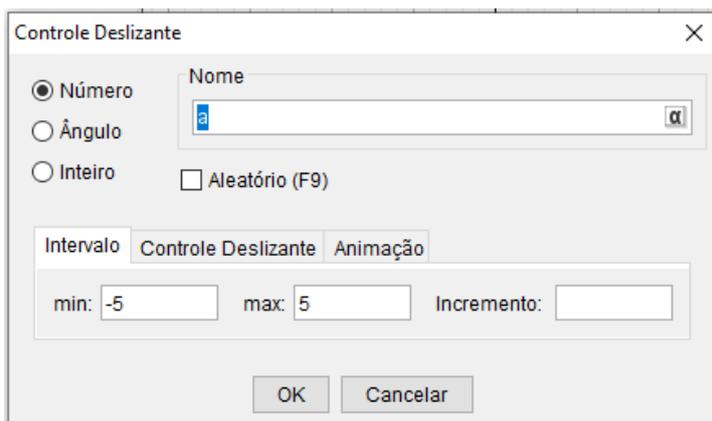 Controle Deslizante
Número
Ângulo
Inteiro
Nome
a
α
Aleatório (F9)
Intervalo Controle Deslizante Animação
min: -5 max: 5 Incremento:
OK Cancelar